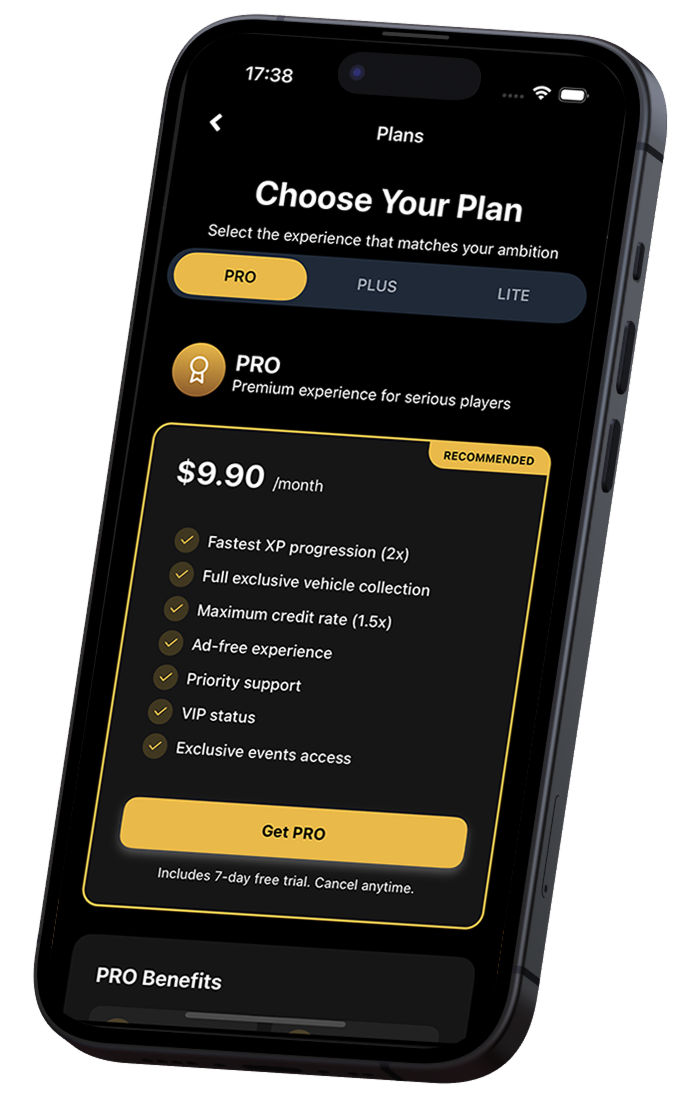 17:38
Plans
Choose Your Plan
Select the experience that matches your ambition
PRO PLUS LITE
PRO
Premium experience for serious players
RECOMMENDED
$9.90 /month
Fastest XP progression (2x)
Full exclusive vehicle collection
Maximum credit rate (1.5x)
Ad-free experience
Priority support
VIP status
Exclusive events access
Get PRO
Includes 7-day free trial. Cancel anytime.
PRO Benefits